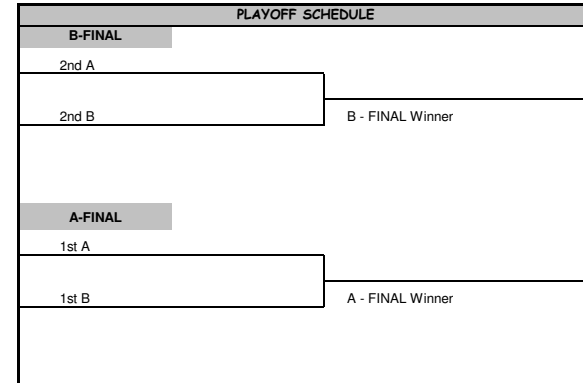 PLAYOFF SCHEDULE
B-FINAL
2nd A
2nd B
B - FINAL Winner
A-FINAL
1st A
1st B
A - FINAL Winner